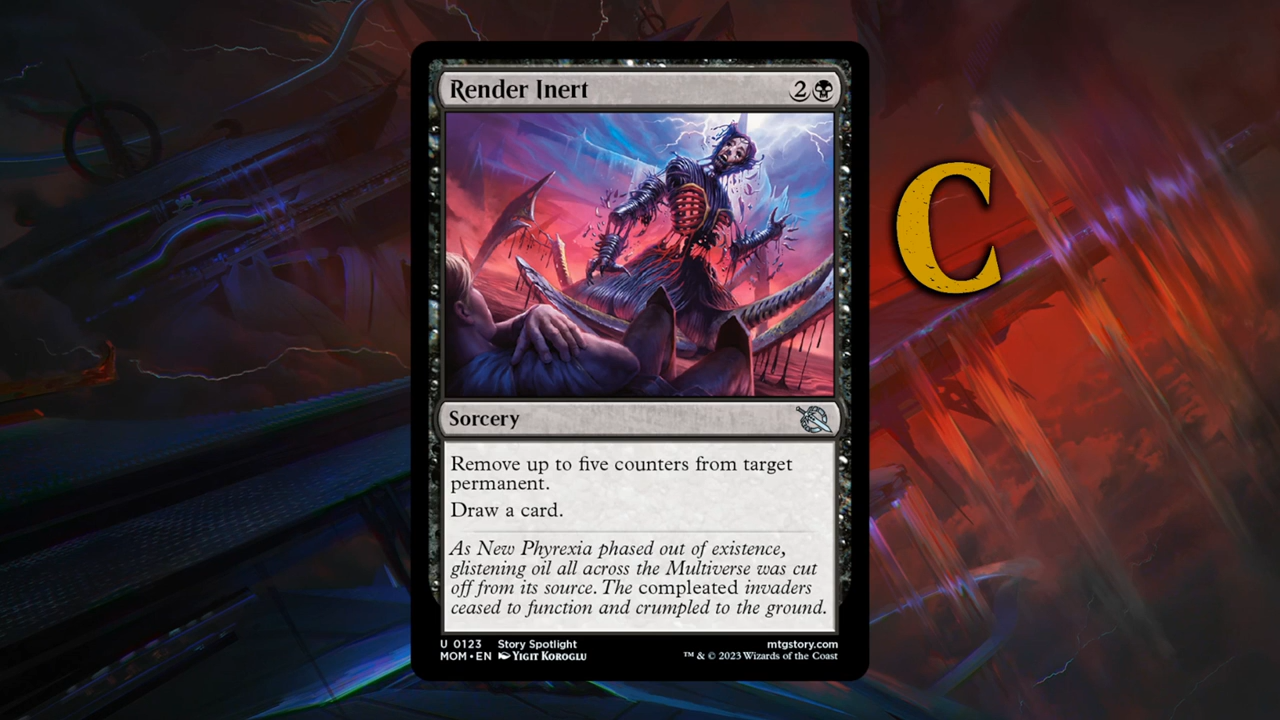 Render Inert
2
C
Sorcery
Remove up to five counters from target
permanent.
Draw a card.
As New Phyrexia phased out of existence,
glistening oil all across the Multiverse was cut
off from its source. The compleated invaders
ceased to function and crumpled to the ground.
U 0123 Story Spotlight mtgstory.com
MOM • EN Yigit Koroglu ™ & © 2023 Wizards of the Coast